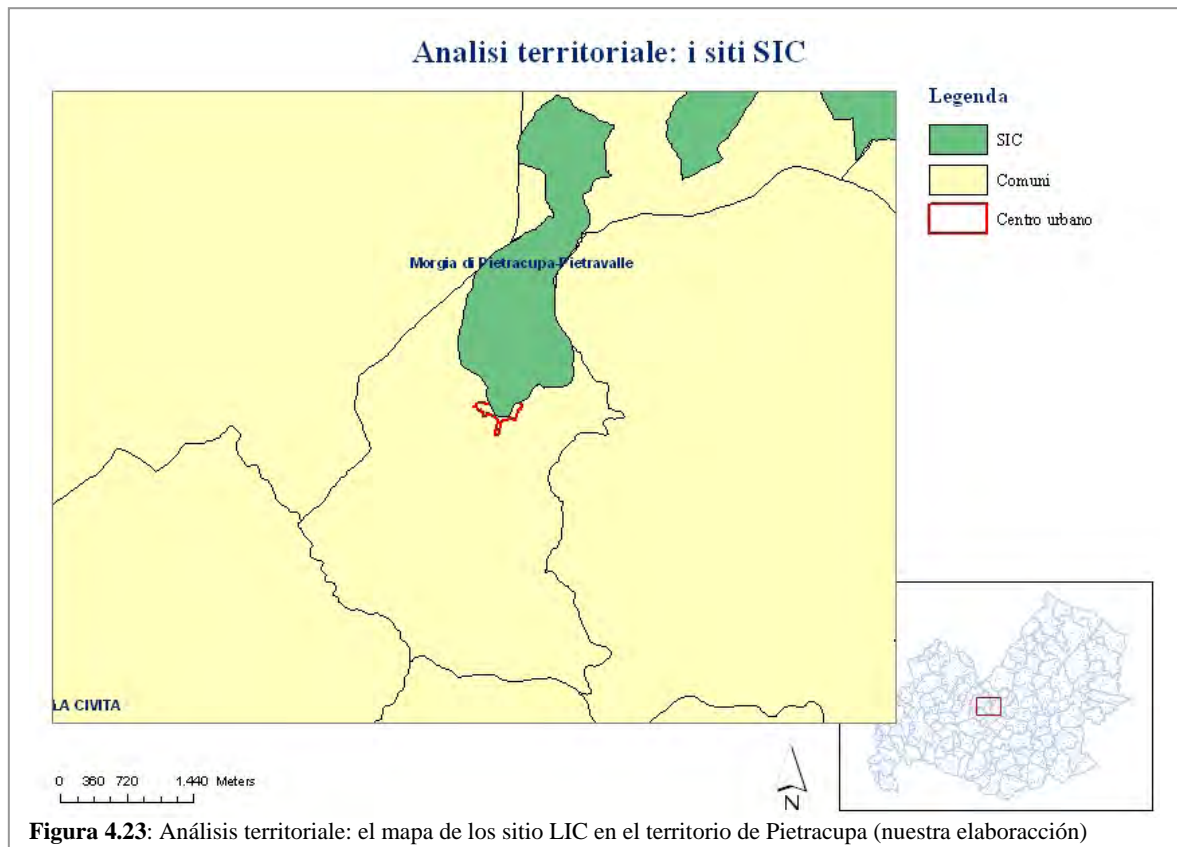 Analisi territoriale: i siti SIC
Legenda
SIC
Comuni
Centro urbano
Morgia di Pietracupa-Pietravalle
LA CIVITA
0 360 720 1.440 Meters
N
Figura 4.23: Análisis territoriale: el mapa de los sitio LIC en el territorio de Pietracupa (nuestra elaboracción)